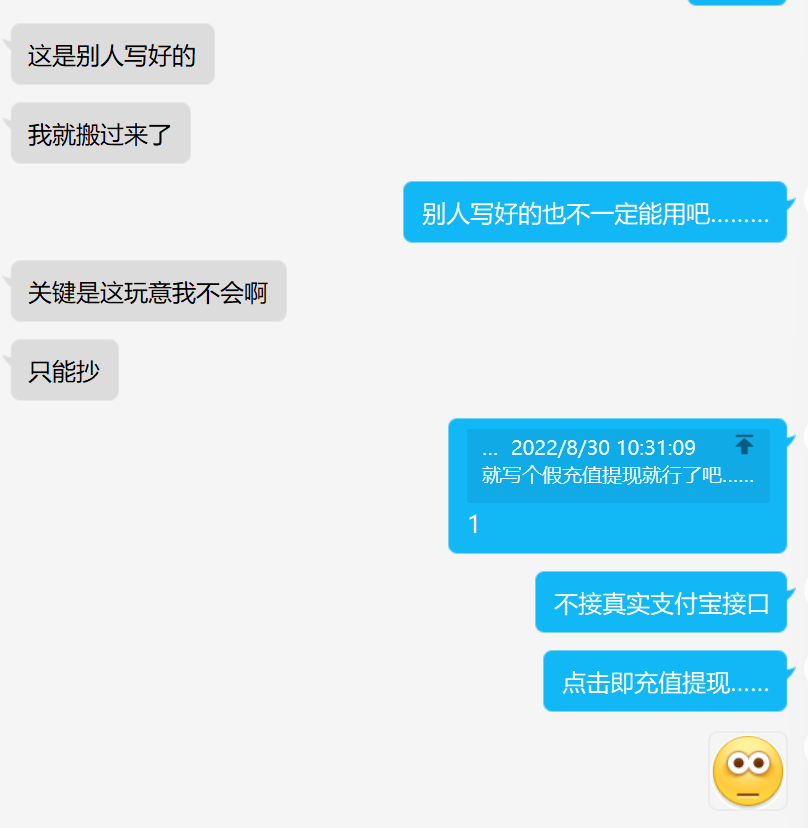 这是别人写好的
我就搬过来了
别人写好的也不一定能用吧.........
关键是这玩意我不会啊
只能抄
... 2022/8/30 10:31:09
就写个假充值提现就行了吧......
1
不接真实支付宝接口
点击即充值提现......